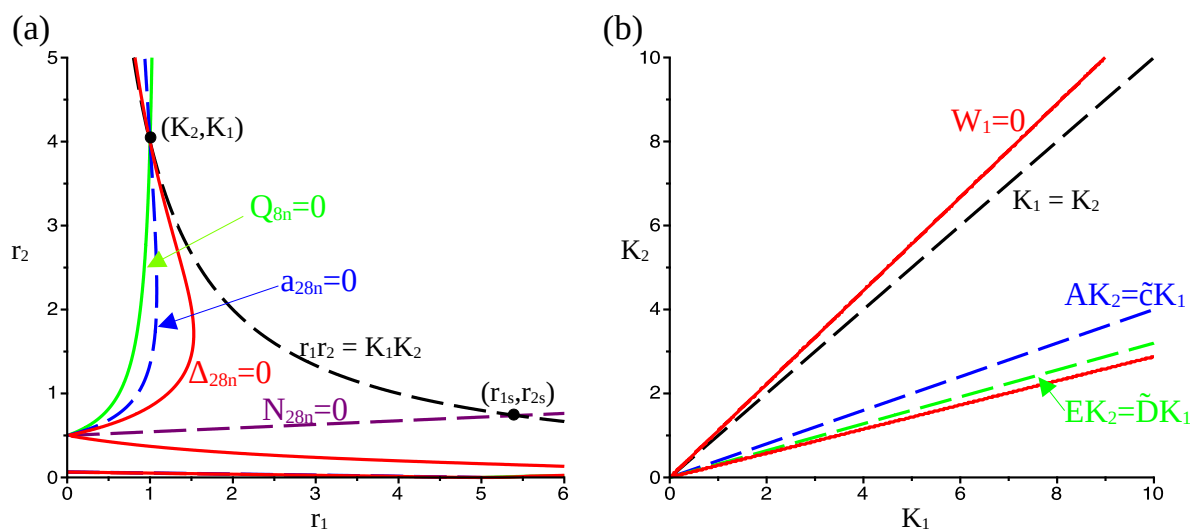 (a)
5
4
3
2
1
0
r₂
(K₂,K₁)
Q₈ₙ=0
a₂₈ₙ=0
r₁r₂ = K₁K₂
Δ₂₈ₙ=0
(r₁ₛ,r₂ₛ)
N₂₈ₙ=0
0 1 2 3 4 5 6
r₁
(b)
10
8
6
4
2
0
K₂
W₁=0
K₁ = K₂
AK₂=c̃K₁
EK₂=D̃K₁
0 2 4 6 8 10
K₁